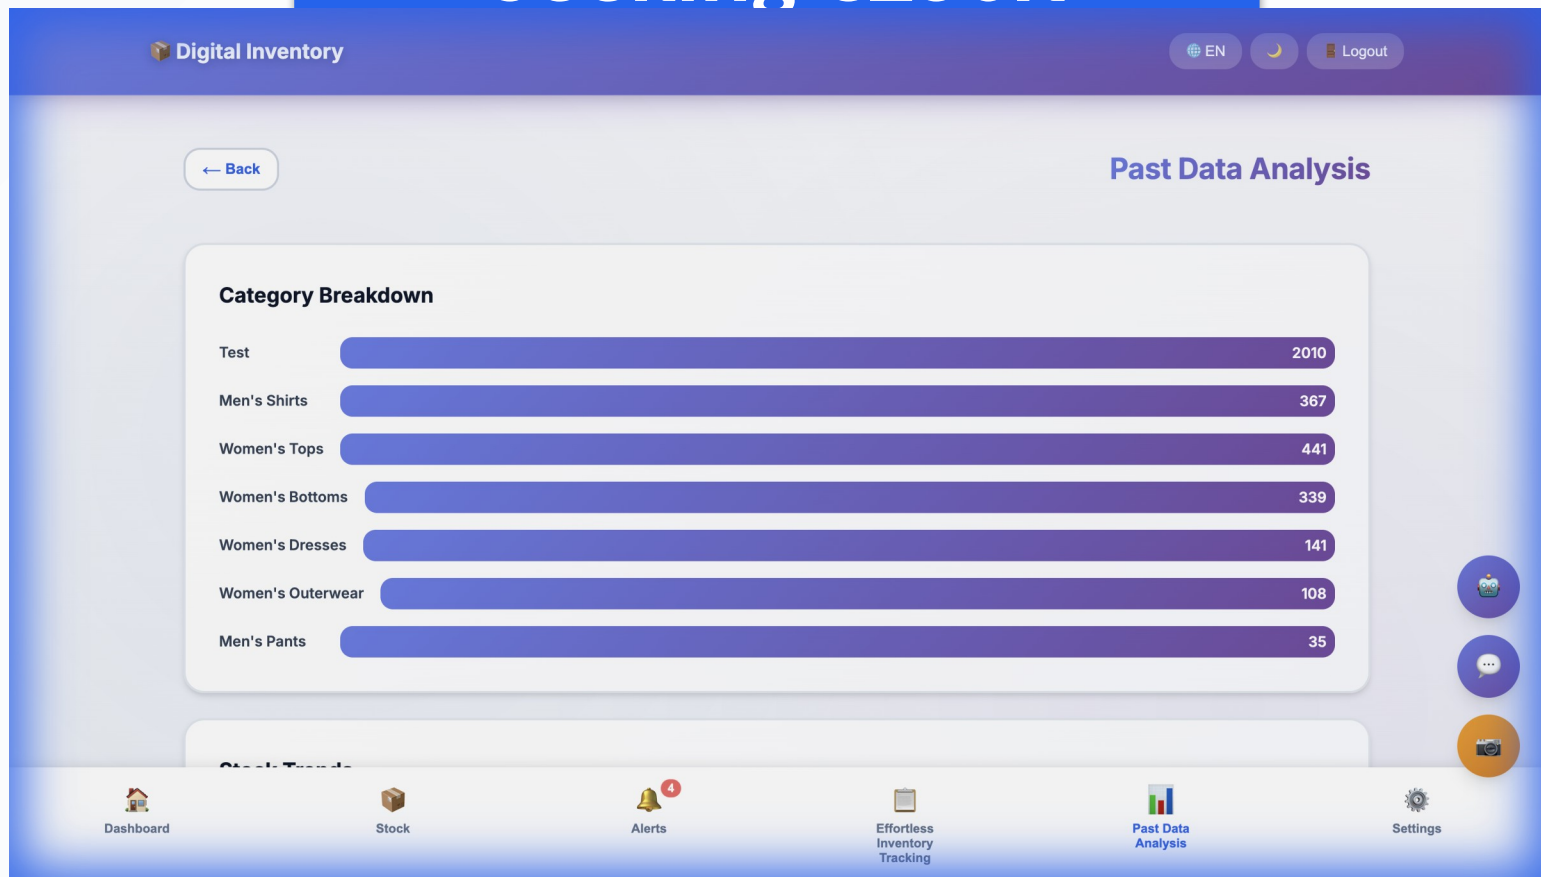 Digital Inventory
EN
Logout
← Back
Past Data Analysis
Category Breakdown
Test 2010
Men's Shirts 367
Women's Tops 441
Women's Bottoms 339
Women's Dresses 141
Women's Outerwear 108
Men's Pants 35
Stock Trends
Dashboard
Stock
4
Alerts
Effortless
Inventory
Tracking
Past Data
Analysis
Settings